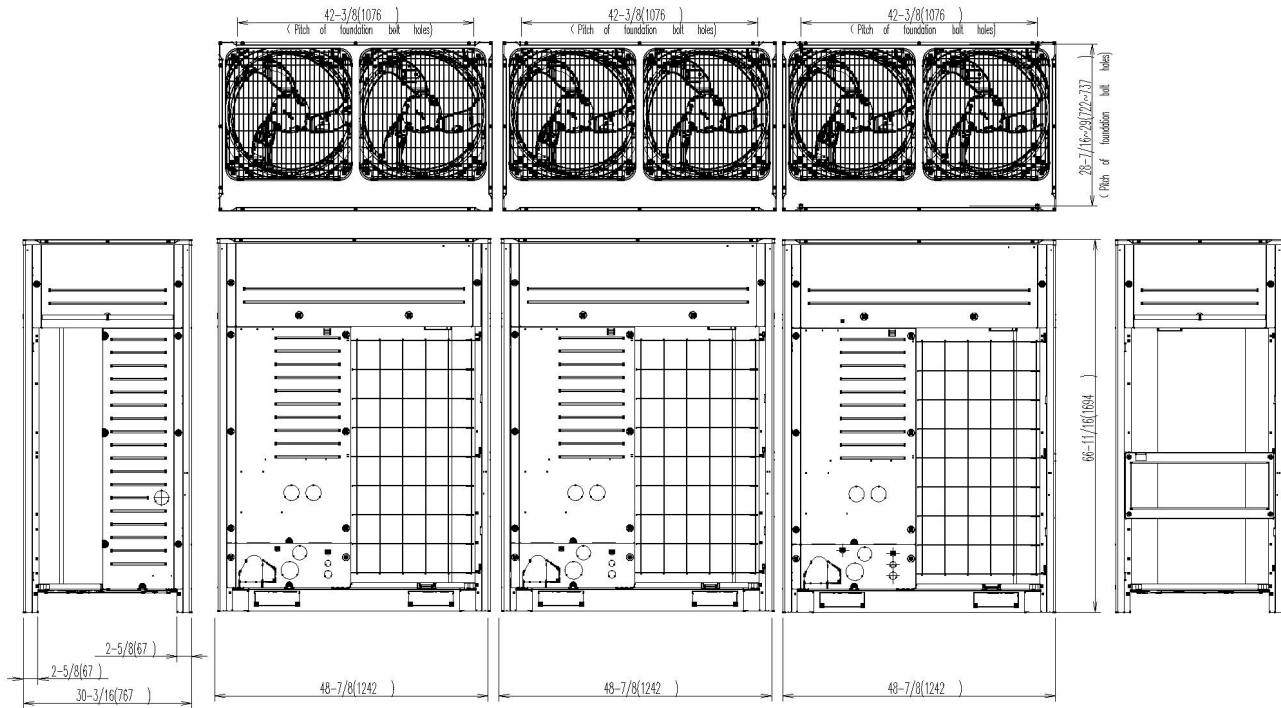 42-3/8(1076 )
( Pitch of foundation bolt holes)
42-3/8(1076 )
( Pitch of foundation bolt holes)
42-3/8(1076 )
( Pitch of foundation bolt holes)
28-7/16~29(722~737 )
( Pitch of foundation bolt holes)
66-11/16(1694 )
2-5/8(67 )
2-5/8(67 )
30-3/16(767 )
48-7/8(1242 )
48-7/8(1242 )
48-7/8(1242 )